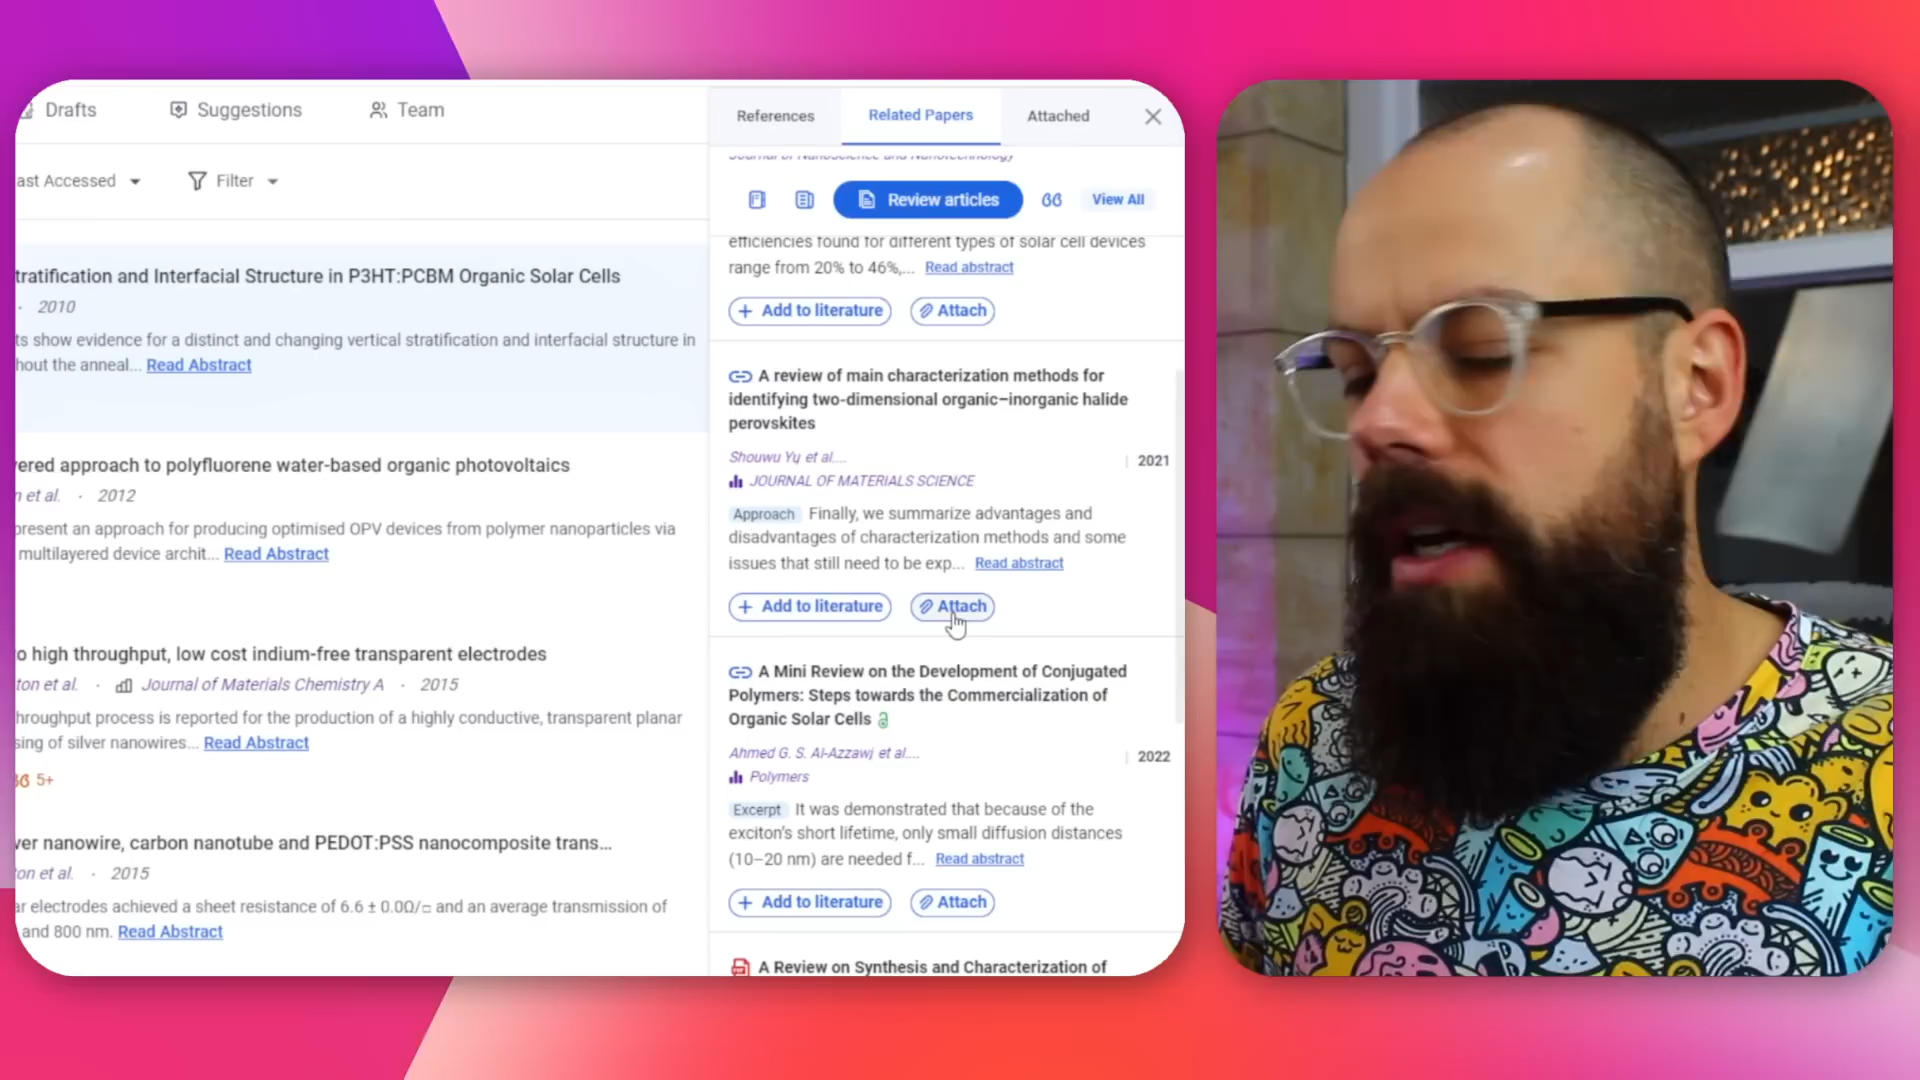 Drafts
Suggestions
Team
ast Accessed
Filter
tratification and Interfacial Structure in P3HT:PCBM Organic Solar Cells
· 2010
ts show evidence for a distinct and changing vertical stratification and interfacial structure in
hout the anneal... Read Abstract
vered approach to polyfluorene water-based organic photovoltaics
n et al. · 2012
present an approach for producing optimised OPV devices from polymer nanoparticles via
multilayered device archit... Read Abstract
o high throughput, low cost indium-free transparent electrodes
ton et al. · Journal of Materials Chemistry A · 2015
hroughput process is reported for the production of a highly conductive, transparent planar
sing of silver nanowires... Read Abstract
5+
ver nanowire, carbon nanotube and PEDOT:PSS nanocomposite trans...
on et al. · 2015
ar electrodes achieved a sheet resistance of 6.6 ± 0.0Ω/□ and an average transmission of
and 800 nm. Read Abstract
References
Related Papers
Attached
Journal of Nanoscience and Nanotechnology
Review articles
View All
efficiencies found for different types of solar cell devices
range from 20% to 46%,... Read abstract
+ Add to literature
Attach
A review of main characterization methods for
identifying two-dimensional organic–inorganic halide
perovskites
Shouwu Yu et al....
2021
JOURNAL OF MATERIALS SCIENCE
Approach Finally, we summarize advantages and
disadvantages of characterization methods and some
issues that still need to be exp... Read abstract
+ Add to literature
Attach
A Mini Review on the Development of Conjugated
Polymers: Steps towards the Commercialization of
Organic Solar Cells
Ahmed G. S. Al-Azzawi et al....
2022
Polymers
Excerpt It was demonstrated that because of the
exciton's short lifetime, only small diffusion distances
(10–20 nm) are needed f... Read abstract
+ Add to literature
Attach
A Review on Synthesis and Characterization of